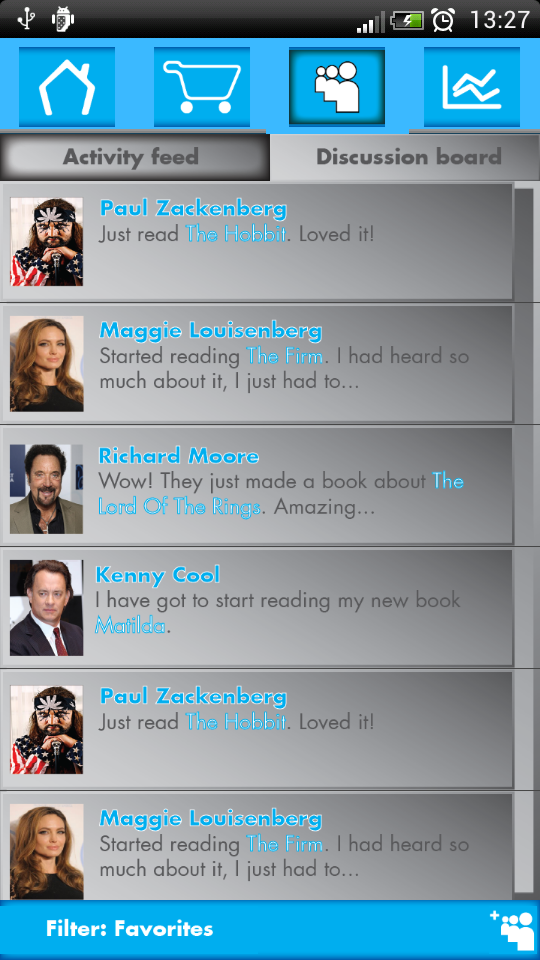 13:27
Activity feed
Discussion board
Paul Zackenberg
Just read The Hobbit. Loved it!
Maggie Louisenberg
Started reading The Firm. I had heard so
much about it, I just had to...
Richard Moore
Wow! They just made a book about The
Lord Of The Rings. Amazing...
Kenny Cool
I have got to start reading my new book
Matilda.
Paul Zackenberg
Just read The Hobbit. Loved it!
Maggie Louisenberg
Started reading The Firm. I had heard so
much about it, I just had to...
Filter: Favorites